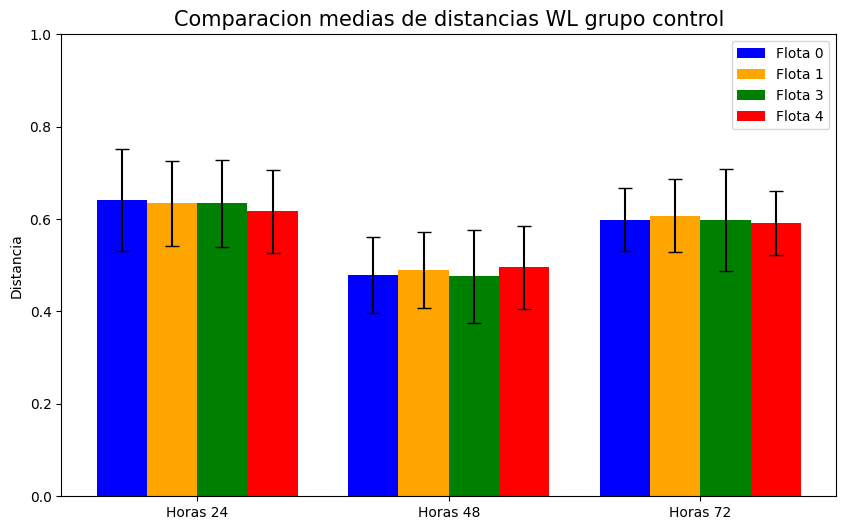 Comparacion medias de distancias WL grupo control
Flota 0
Flota 1
Flota 3
Flota 4
Distancia
1.0
0.8
0.6
0.4
0.2
0.0
Horas 24
Horas 48
Horas 72